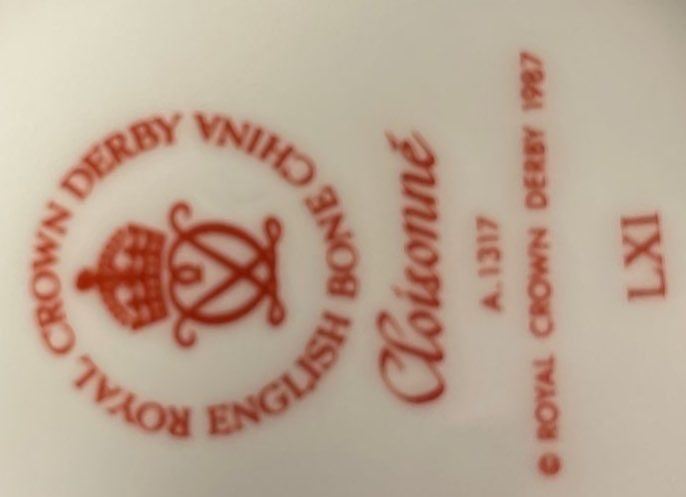 ROYAL CROWN DERBY
ENGLISH BONE CHINA
Cloisonné
A.1317
© ROYAL CROWN DERBY 1987
LXI